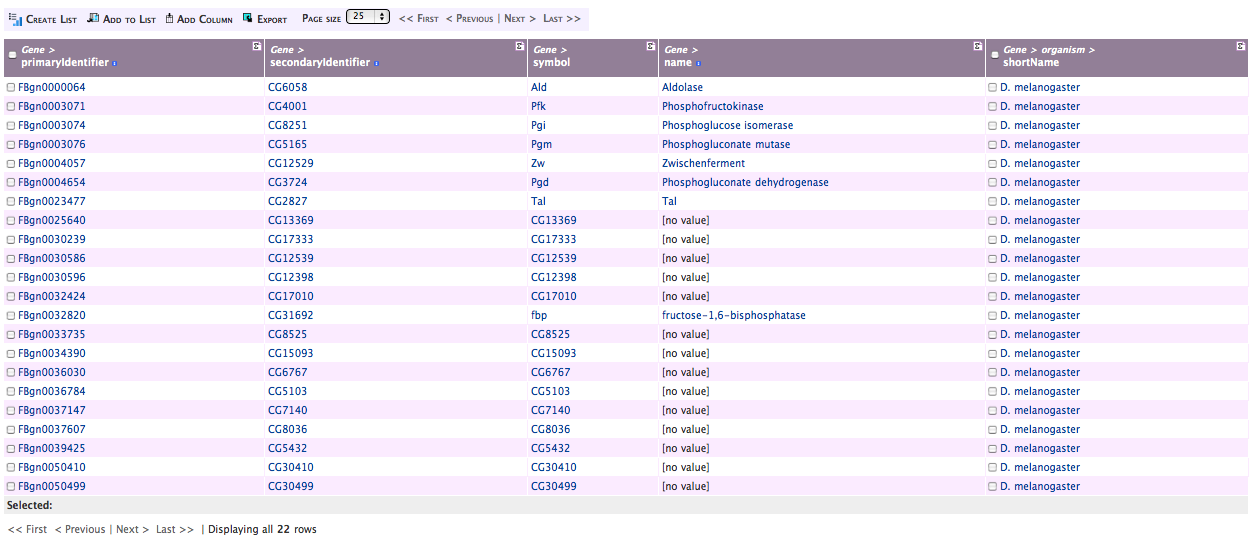 Create List Add to List Add Column Export Page size 25 << First < Previous | Next > Last >>
Gene > Gene > Gene > Gene > Gene > organism >
primaryIdentifier secondaryIdentifier symbol name shortName
FBgn0000064 CG6058 Ald Aldolase D. melanogaster
FBgn0003071 CG4001 Pfk Phosphofructokinase D. melanogaster
FBgn0003074 CG8251 Pgi Phosphoglucose isomerase D. melanogaster
FBgn0003076 CG5165 Pgm Phosphogluconate mutase D. melanogaster
FBgn0004057 CG12529 Zw Zwischenferment D. melanogaster
FBgn0004654 CG3724 Pgd Phosphogluconate dehydrogenase D. melanogaster
FBgn0023477 CG2827 Tal Tal D. melanogaster
FBgn0025640 CG13369 CG13369 [no value] D. melanogaster
FBgn0030239 CG17333 CG17333 [no value] D. melanogaster
FBgn0030586 CG12539 CG12539 [no value] D. melanogaster
FBgn0030596 CG12398 CG12398 [no value] D. melanogaster
FBgn0032424 CG17010 CG17010 [no value] D. melanogaster
FBgn0032820 CG31692 fbp fructose-1,6-bisphosphatase D. melanogaster
FBgn0033735 CG8525 CG8525 [no value] D. melanogaster
FBgn0034390 CG15093 CG15093 [no value] D. melanogaster
FBgn0036030 CG6767 CG6767 [no value] D. melanogaster
FBgn0036784 CG5103 CG5103 [no value] D. melanogaster
FBgn0037147 CG7140 CG7140 [no value] D. melanogaster
FBgn0037607 CG8036 CG8036 [no value] D. melanogaster
FBgn0039425 CG5432 CG5432 [no value] D. melanogaster
FBgn0050410 CG30410 CG30410 [no value] D. melanogaster
FBgn0050499 CG30499 CG30499 [no value] D. melanogaster
Selected:
<< First < Previous | Next > Last >> | Displaying all 22 rows